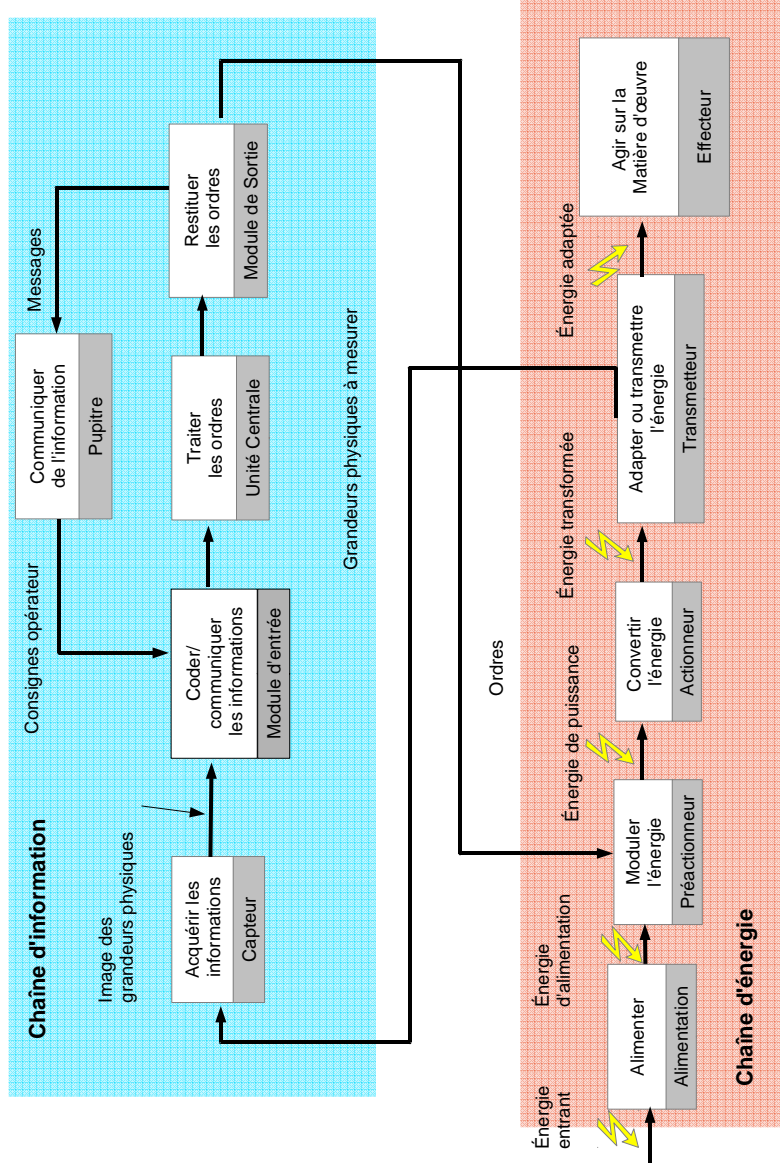 Chaîne d'information
Communiquer
de l'information
Pupitre
Messages
Consignes opérateur
Image des
grandeurs physiques
Acquérir les
informations
Capteur
Coder/
communiquer
les informations
Module d'entrée
Traiter
les ordres
Unité Centrale
Restituer
les ordres
Module de Sortie
Grandeurs physiques à mesurer
Ordres
Énergie
entrant
Alimenter
Alimentation
Énergie
d'alimentation
Moduler
l'énergie
Préactionneur
Énergie de puissance
Convertir
l'énergie
Actionneur
Énergie transformée
Adapter ou transmettre
l'énergie
Transmetteur
Énergie adaptée
Agir sur la
Matière d'œuvre
Effecteur
Chaîne d'énergie